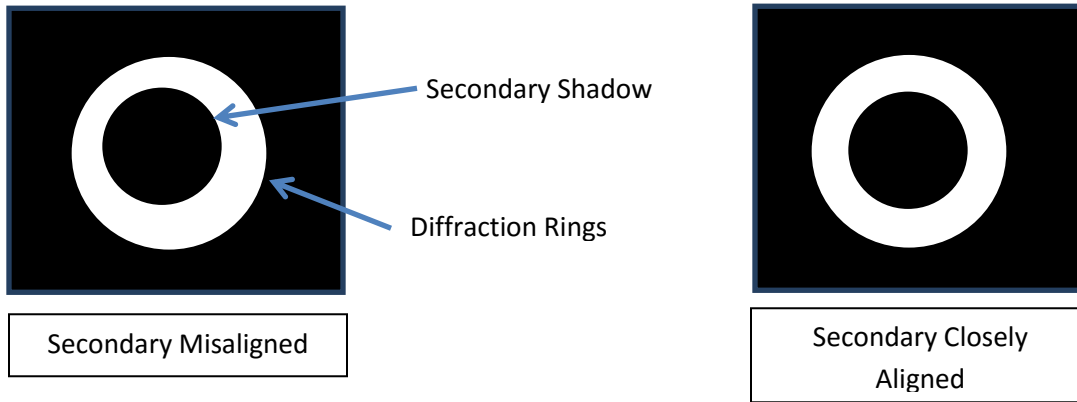 Secondary Shadow
Diffraction Rings
Secondary Misaligned
Secondary Closely
Aligned